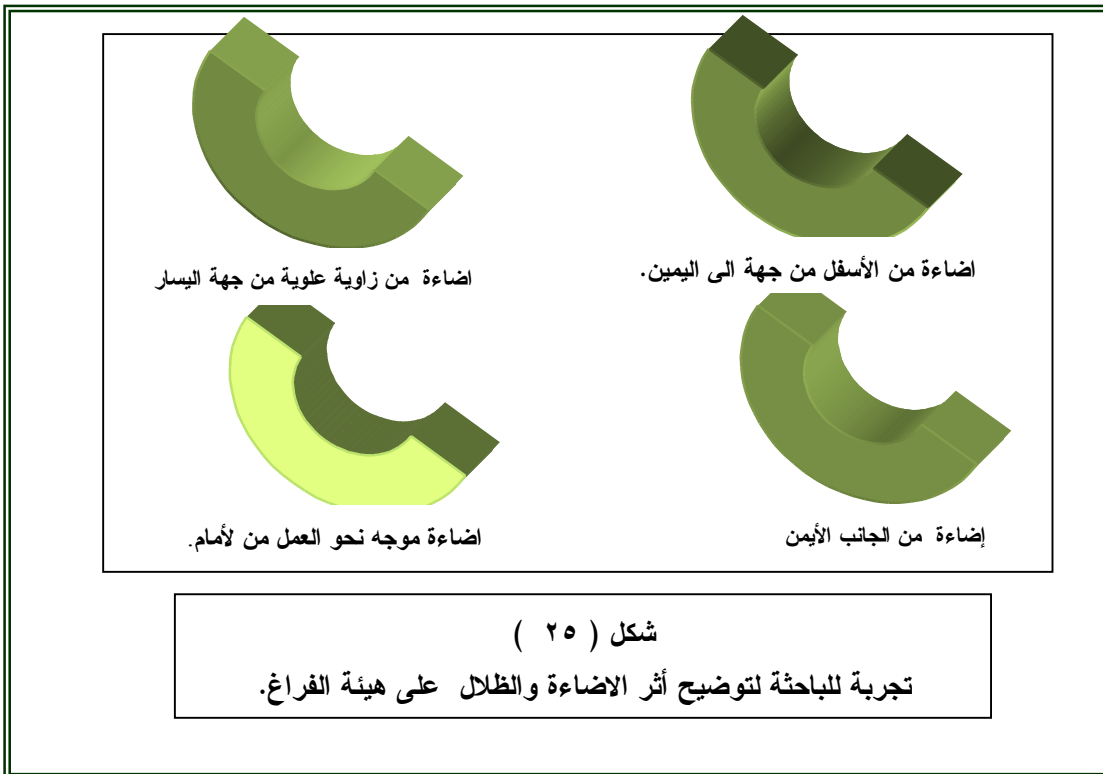 اضاءة من الأسفل من جهة الى اليمين.
اضاءة من زاوية علوية من جهة اليسار
إضاءة من الجانب الأيمن
اضاءة موجه نحو العمل من لأمام.
شكل ( ٢٥ )
تجربة للباحثة لتوضيح أثر الاضاءة والظلال على هيئة الفراغ.